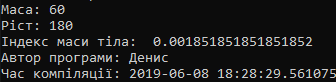 Маса: 60
Ріст: 180
Індекс маси тіла:  0.001851851851851852
Автор програми: Денис
Час компіляції: 2019-06-08 18:28:29.561075